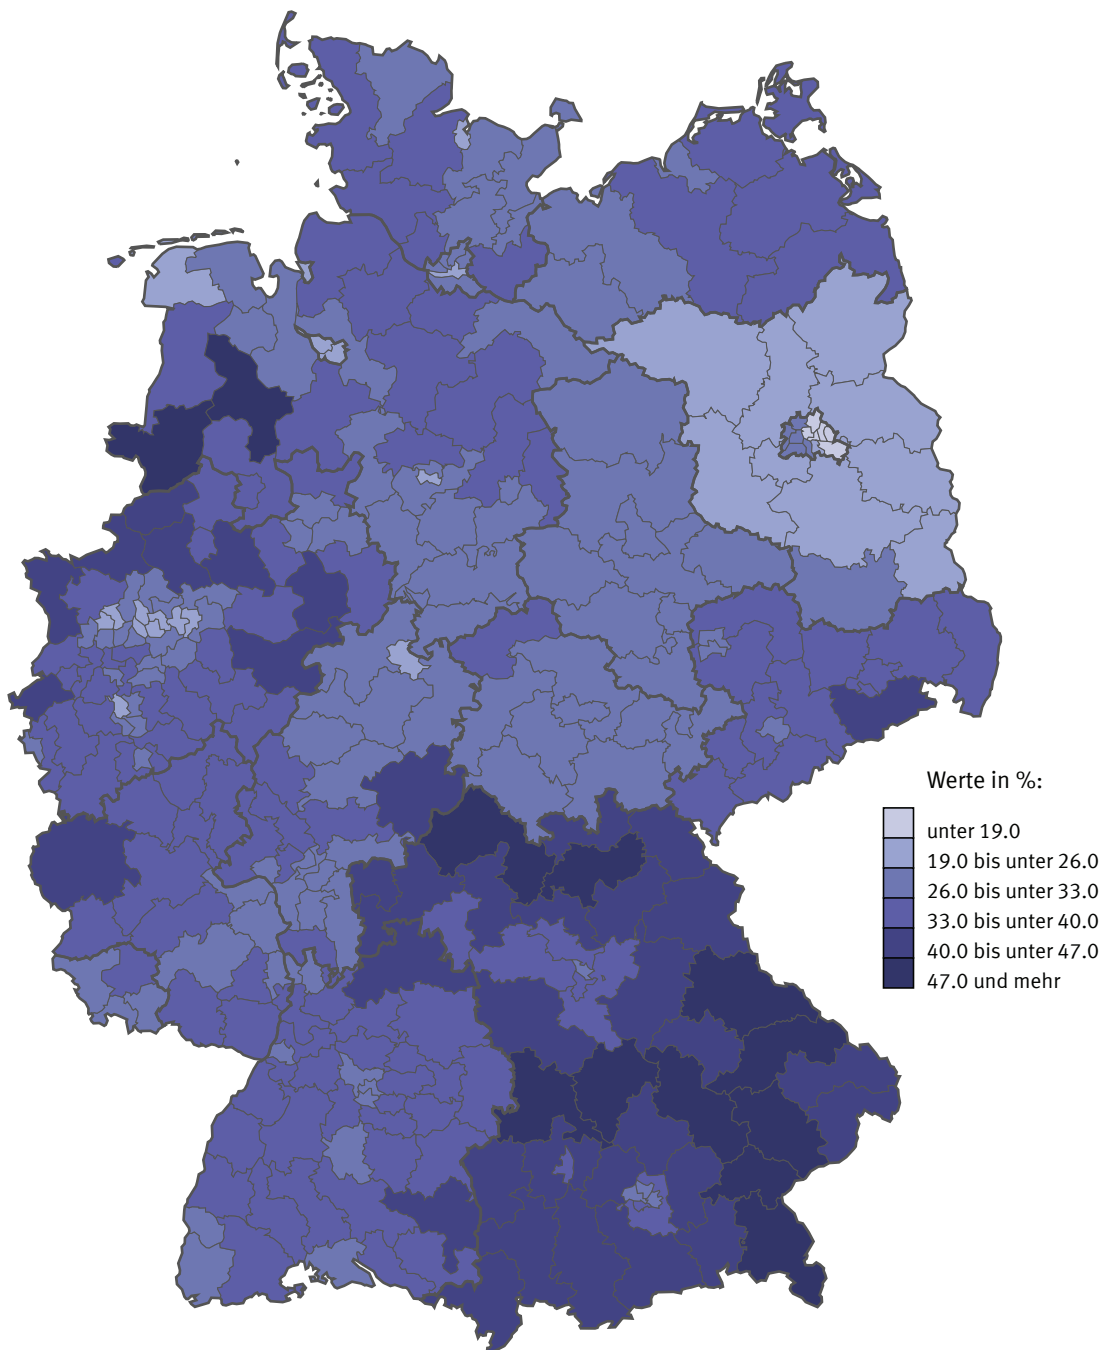 Werte in %:
unter 19.0
19.0 bis unter 26.0
26.0 bis unter 33.0
33.0 bis unter 40.0
40.0 bis unter 47.0
47.0 und mehr